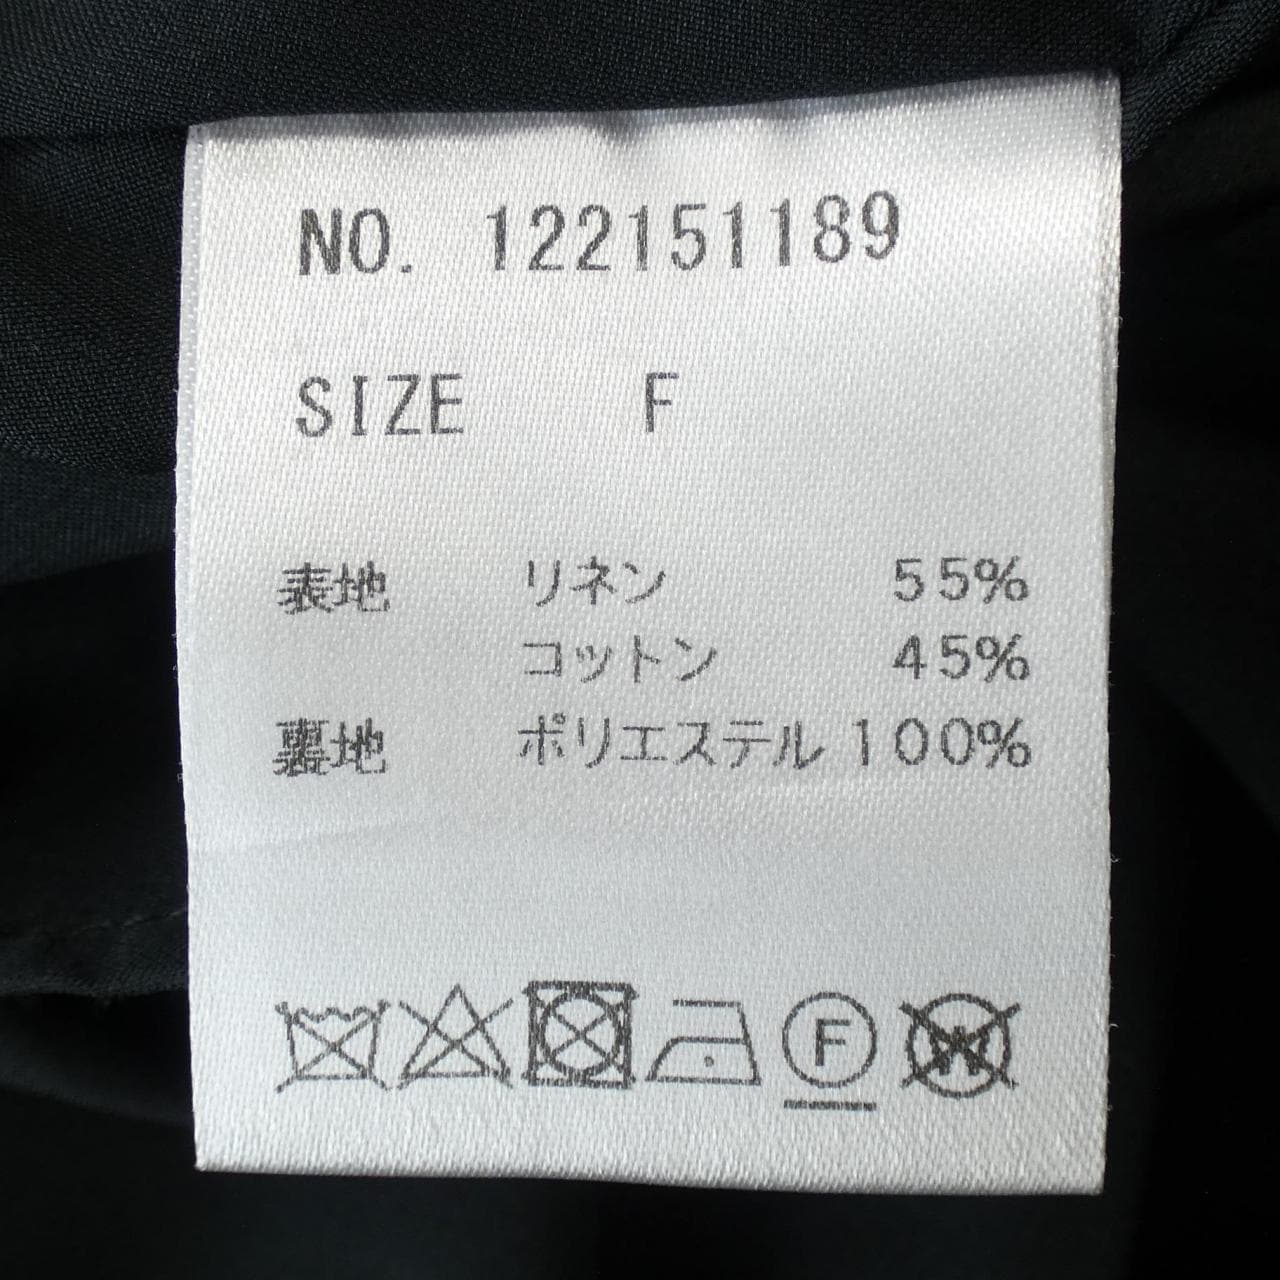 NO. 122151189
SIZE F
表地 リネン 55%
コットン 45%
裏地 ポリエステル 100%
F
W